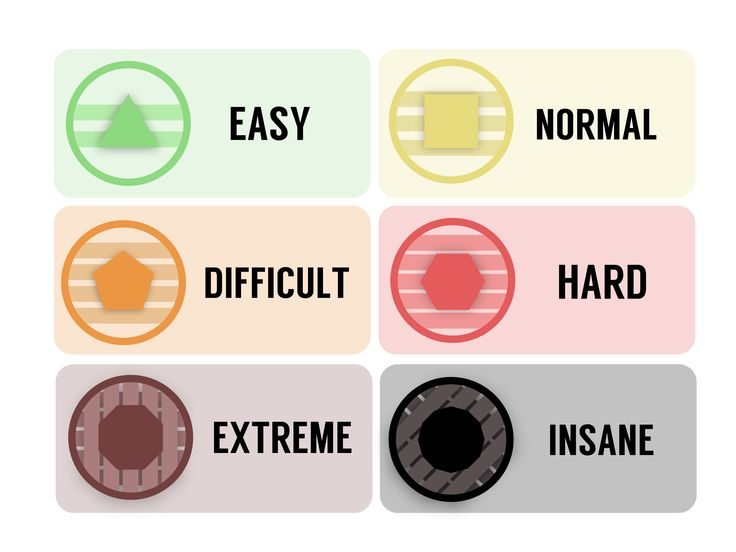 EASY
NORMAL
DIFFICULT
HARD
EXTREME
INSANE